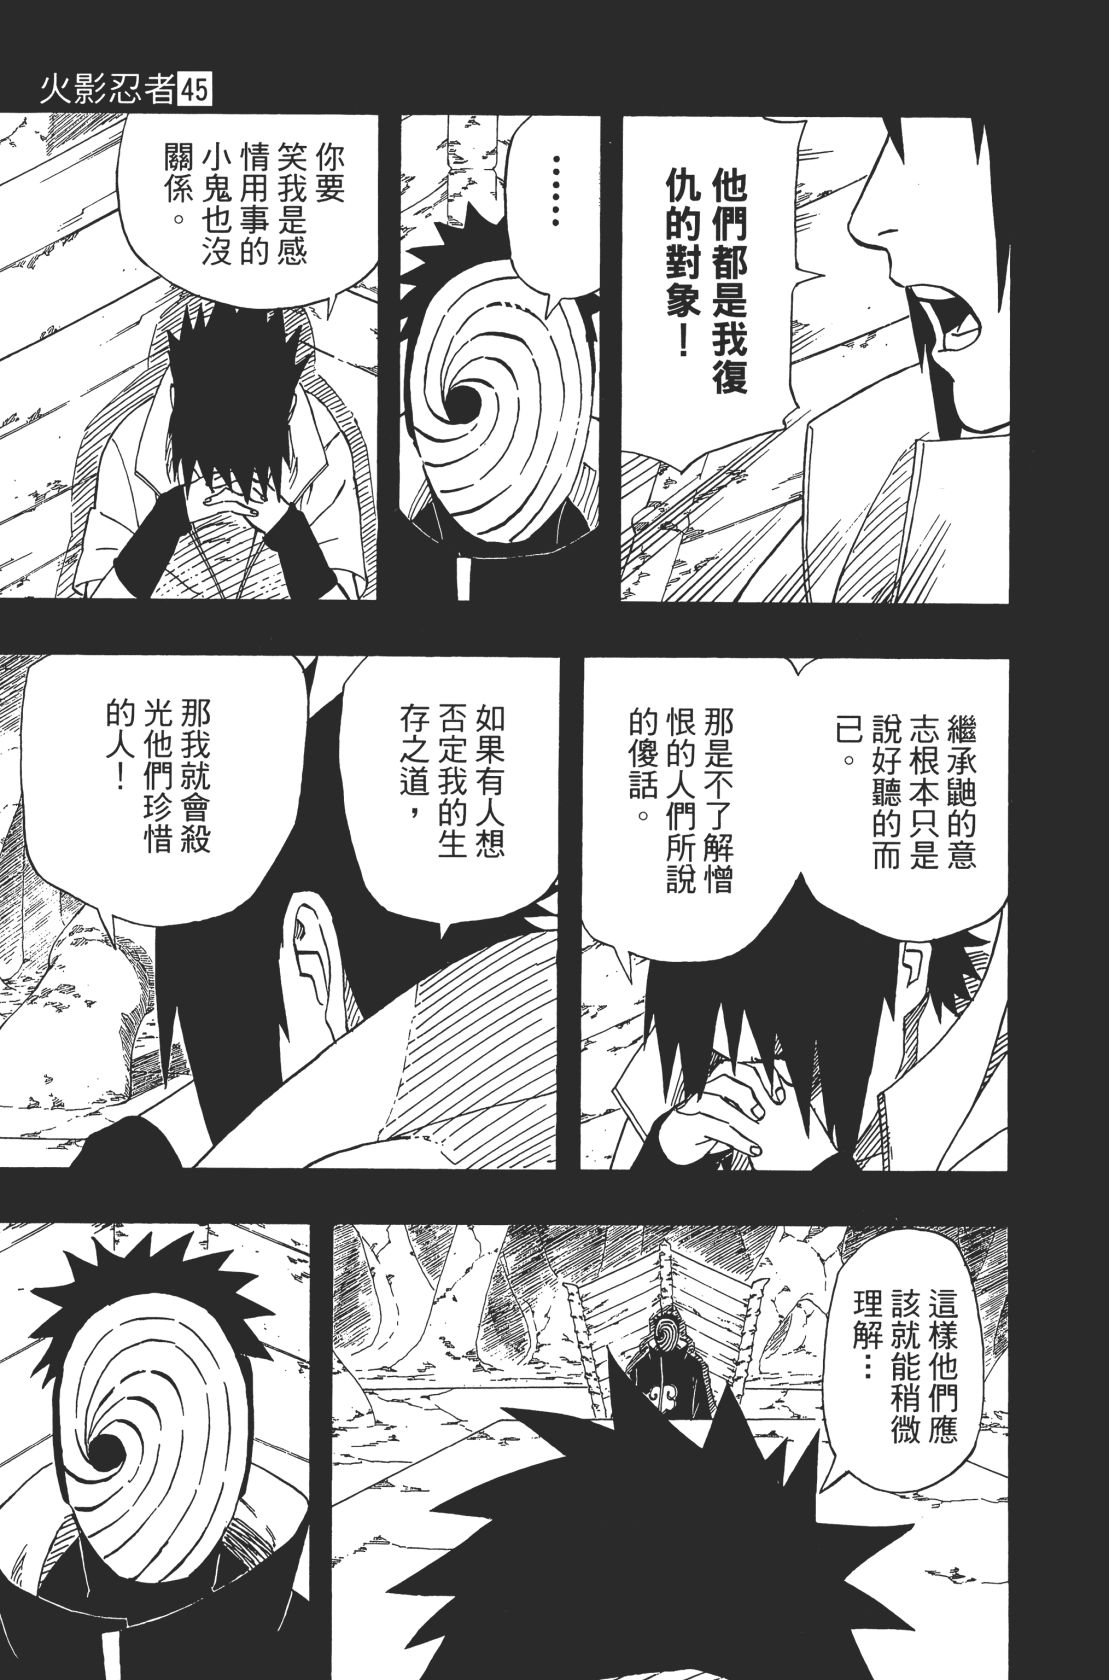 火影忍者45
他們都是我復
仇的對象！
……
你要
笑我是感
情用事的
小鬼也沒
關係。
繼承鼬的意
志根本只是
說好聽的而
已。
那是不了解憎
恨的人們所說
的傻話。
如果有人想
否定我的生
存之道，
那我就會殺
光他們珍惜
的人！
這樣他們應
該就能稍微
理解…